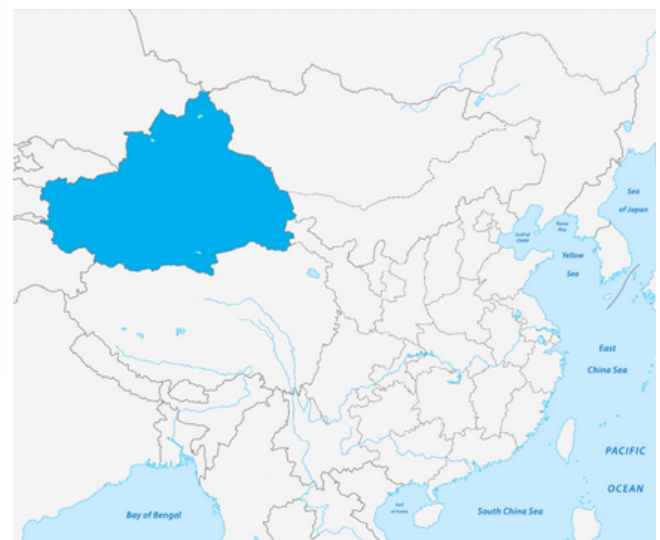 Sea
of Japan
Korea
Bay
Gulf of
Chihli
Yellow
Sea
East
China Sea
PACIFIC
OCEAN
Bay of Bengal
Gulf
of Tonkin
South China Sea